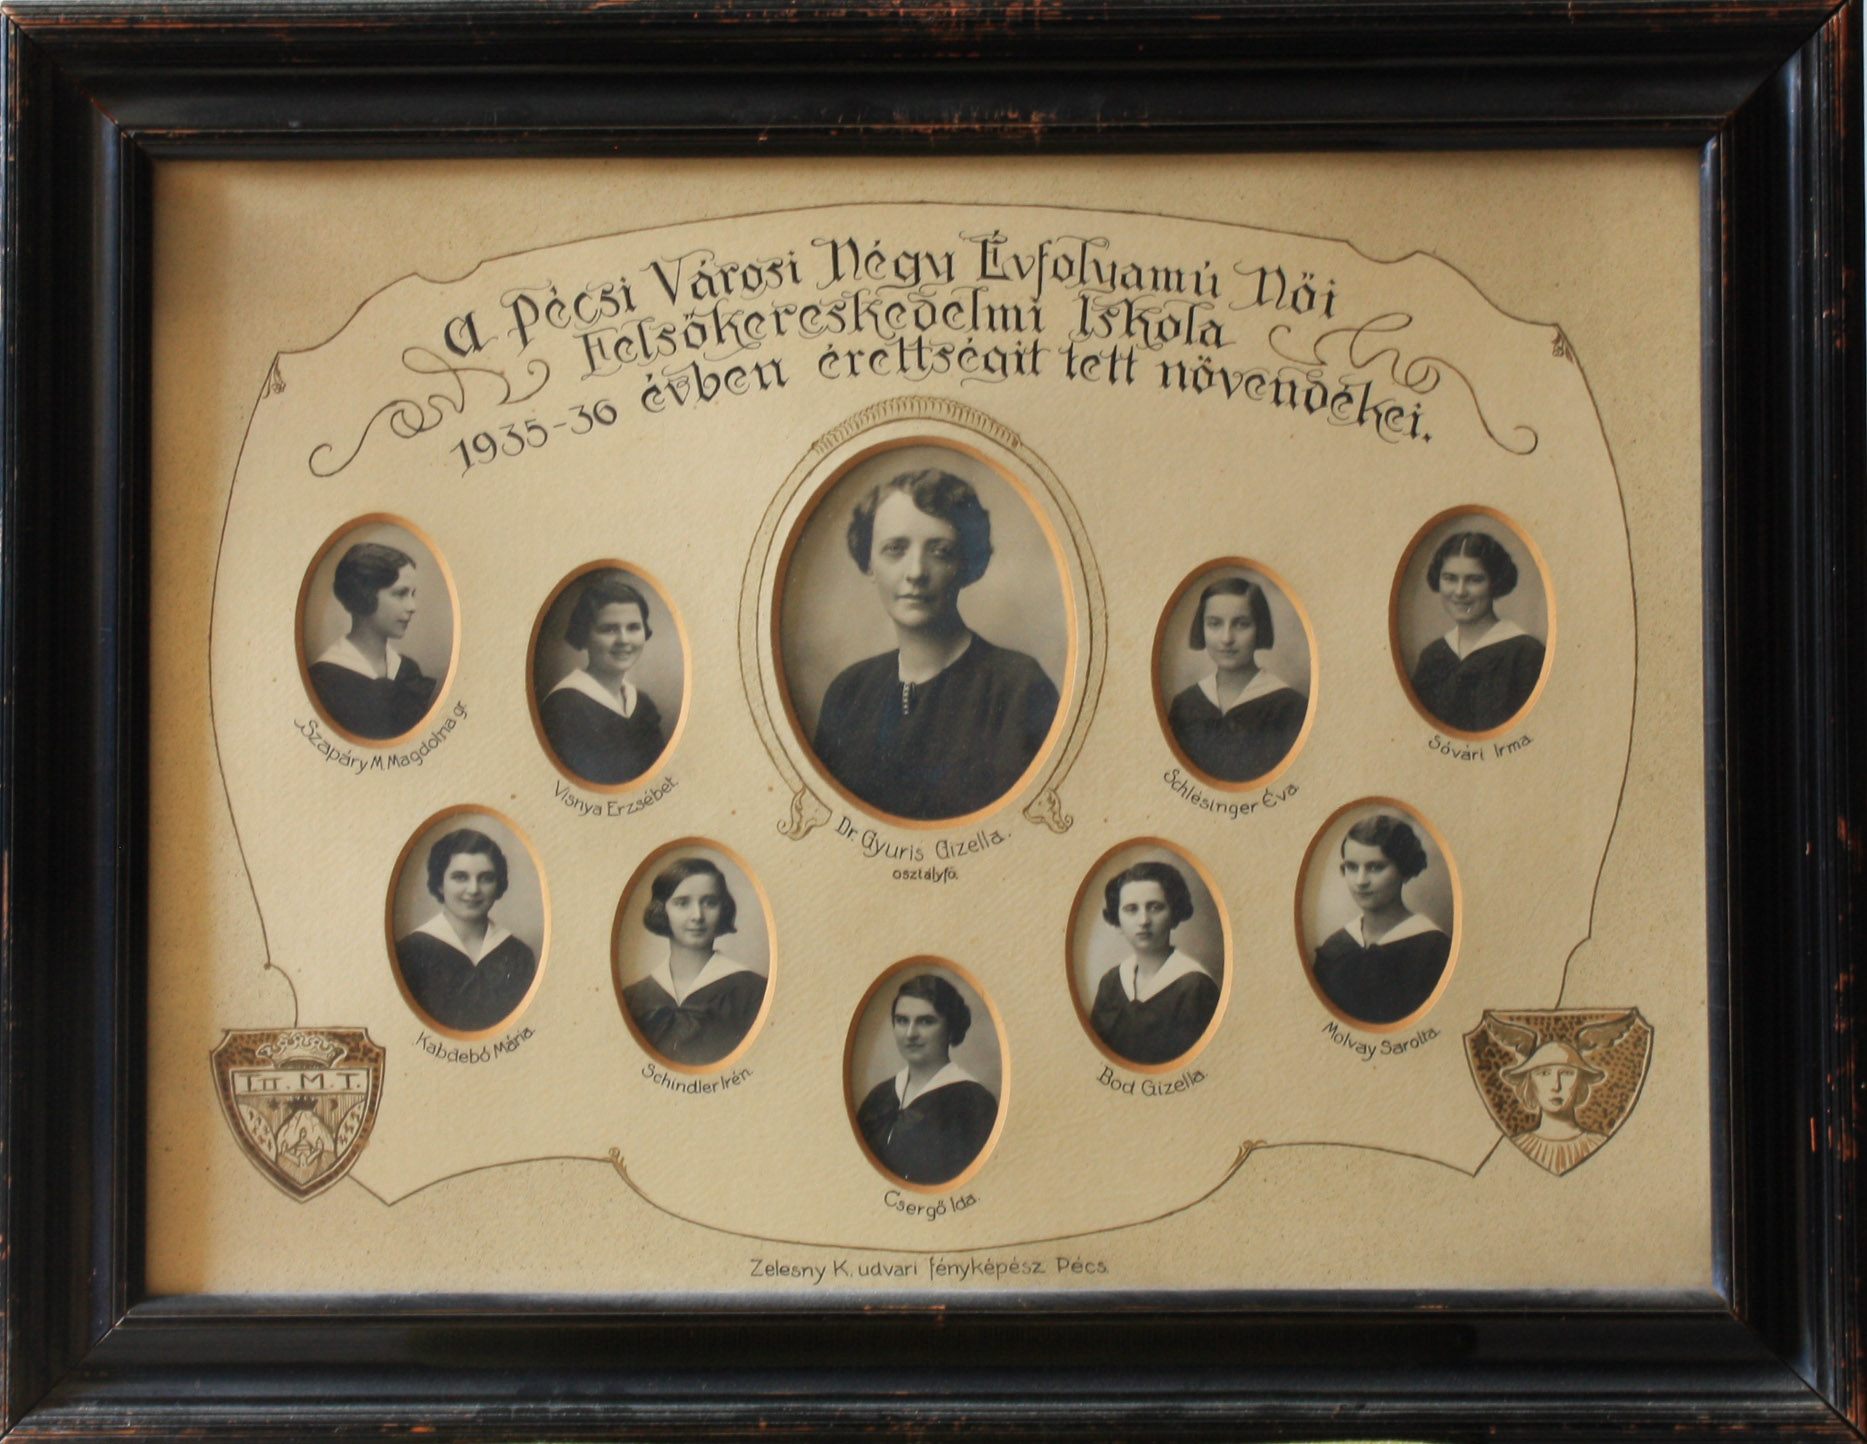 A Pécsi Városi Négy Évfolyamú Női
Felsőkereskedelmi Iskola
1935-36 évben érettségit tett növendékei.
Szapáry M. Magdolna gr.
Visnya Erzsébet.
Dr. Gyuris Gizella.
osztályfő.
Schlésinger Éva.
Sóvári Irma.
Kabdebó Mária.
Schindler Irén.
Csergő Ida.
Bod Gizella.
Molvay Sarolta.
T.II.M.T.
Zelesny K. udvari fényképész Pécs.